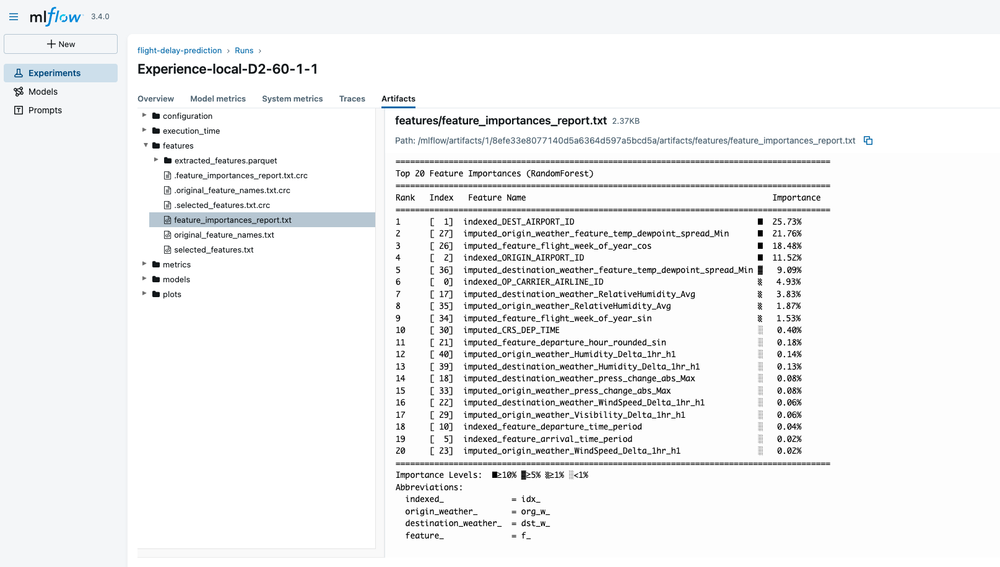 mlflow 3.4.0
New
Experiments
Models
Prompts
flight-delay-prediction › Runs ›
Experience-local-D2-60-1-1
Overview Model metrics System metrics Traces Artifacts
configuration
execution_time
features
extracted_features.parquet
.feature_importances_report.txt.crc
.original_feature_names.txt.crc
.selected_features.txt.crc
feature_importances_report.txt
original_feature_names.txt
selected_features.txt
metrics
models
plots
features/feature_importances_report.txt 2.37KB
Path: /mlflow/artifacts/1/8efe33e8077140d5a6364d597a5bcd5a/artifacts/features/feature_importances_report.txt
==========================================================================================
Top 20 Feature Importances (RandomForest)
==========================================================================================
Rank   Index   Feature Name                                                   Importance
==========================================================================================
1      [  1]  indexed_DEST_AIRPORT_ID                                      █  25.73%
2      [ 27]  imputed_origin_weather_feature_temp_dewpoint_spread_Min      █  21.76%
3      [ 26]  imputed_feature_flight_week_of_year_cos                      █  18.48%
4      [  2]  indexed_ORIGIN_AIRPORT_ID                                    █  11.52%
5      [ 36]  imputed_destination_weather_feature_temp_dewpoint_spread_Min ▓   9.09%
6      [  0]  indexed_OP_CARRIER_AIRLINE_ID                                ▒   4.93%
7      [ 17]  imputed_destination_weather_RelativeHumidity_Avg             ▒   3.83%
8      [ 35]  imputed_origin_weather_RelativeHumidity_Avg                  ▒   1.87%
9      [ 34]  imputed_feature_flight_week_of_year_sin                      ▒   1.53%
10     [ 30]  imputed_CRS_DEP_TIME                                         ░   0.40%
11     [ 21]  imputed_feature_departure_hour_rounded_sin                   ░   0.18%
12     [ 40]  imputed_origin_weather_Humidity_Delta_1hr_h1                 ░   0.14%
13     [ 39]  imputed_destination_weather_Humidity_Delta_1hr_h1            ░   0.13%
14     [ 18]  imputed_destination_weather_press_change_abs_Max             ░   0.08%
15     [ 33]  imputed_origin_weather_press_change_abs_Max                  ░   0.08%
16     [ 22]  imputed_destination_weather_WindSpeed_Delta_1hr_h1           ░   0.06%
17     [ 29]  imputed_origin_weather_Visibility_Delta_1hr_h1               ░   0.06%
18     [ 10]  indexed_feature_departure_time_period                        ░   0.04%
19     [  5]  indexed_feature_arrival_time_period                          ░   0.02%
20     [ 23]  imputed_origin_weather_WindSpeed_Delta_1hr_h1                ░   0.02%
==========================================================================================
Importance Levels:  █≥10% ▓≥5% ▒≥1% ░<1%
Abbreviations:
  indexed_              = idx_
  origin_weather_       = org_w_
  destination_weather_  = dst_w_
  feature_              = f_